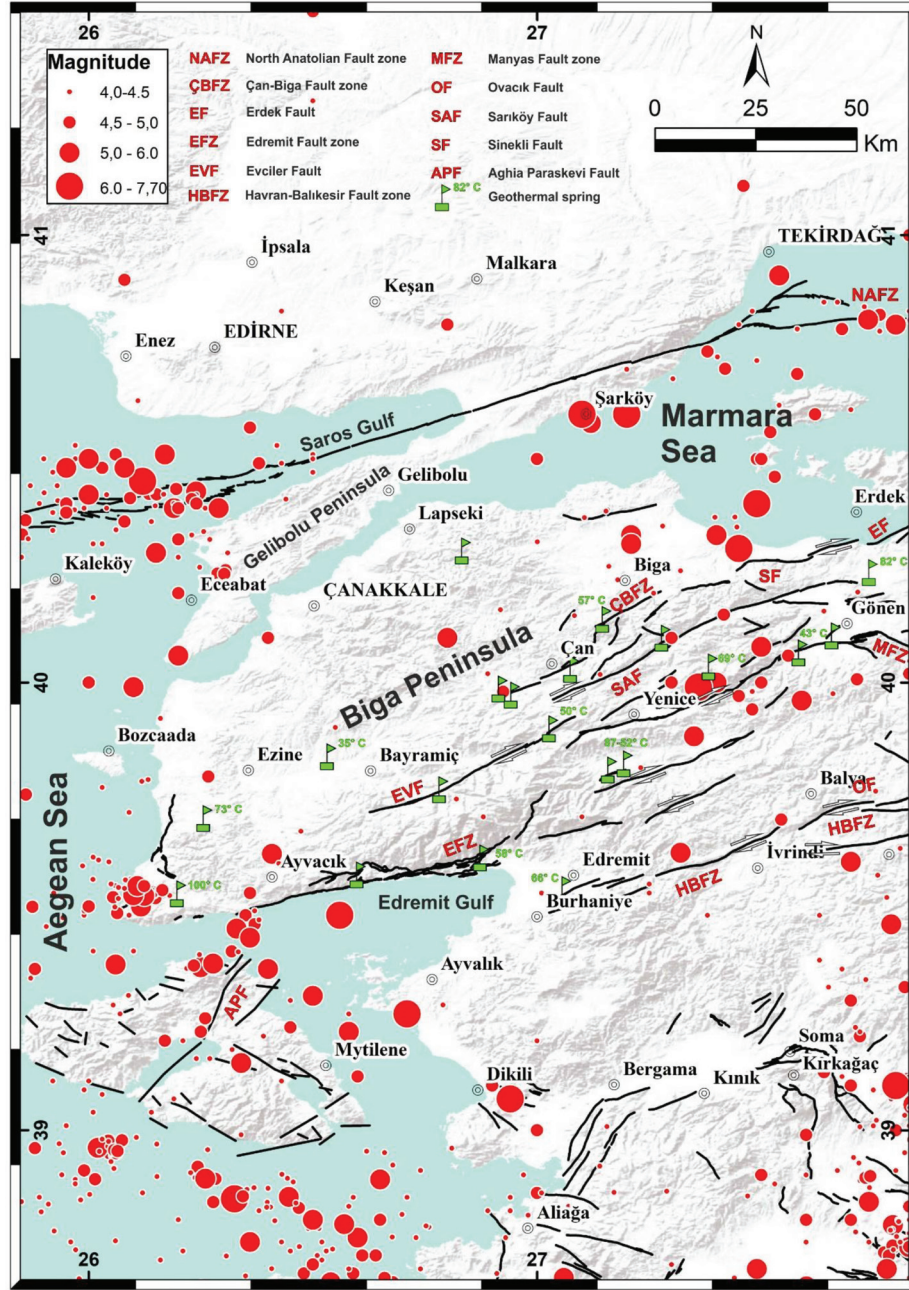 26
27
N
Magnitude
4,0-4.5
4,5 - 5,0
5,0 - 6.0
6.0 - 7,70
NAFZ North Anatolian Fault zone
ÇBFZ Çan-Biga Fault zone
EF Erdek Fault
EFZ Edremit Fault zone
EVF Evciler Fault
HBFZ Havran-Balıkesir Fault zone
MFZ Manyas Fault zone
OF Ovacık Fault
SAF Sarıköy Fault
SF Sinekli Fault
APF Aghia Paraskevi Fault
82° C Geothermal spring
0 25 50
Km
41
41
İpsala
TEKİRDAĞ
Malkara
Keşan
NAFZ
Enez
EDİRNE
Şarköy
Marmara
Sea
Saros Gulf
Gelibolu
Gelibolu Peninsula
Lapseki
Erdek
EF
Kaleköy
Eceabat
ÇANAKKALE
Biga
SF
82° C
ÇBFZ
57° C
Gönen
43° C
MFZ
Biga Peninsula
Çan
SAF
69° C
40
40
Yenice
50° C
Bozcaada
Ezine
35° C
Bayramiç
EVF
Balya
OF
73° C
HBFZ
EFZ
58° C
Ayvacık
Edremit
İvrindi
66° C
HBFZ
Burhaniye
Edremit Gulf
Aegean Sea
Ayvalık
APF
Soma
Mytilene
Bergama
Kırkağaç
Dikili
Kınık
39
39
Aliağa
26
27